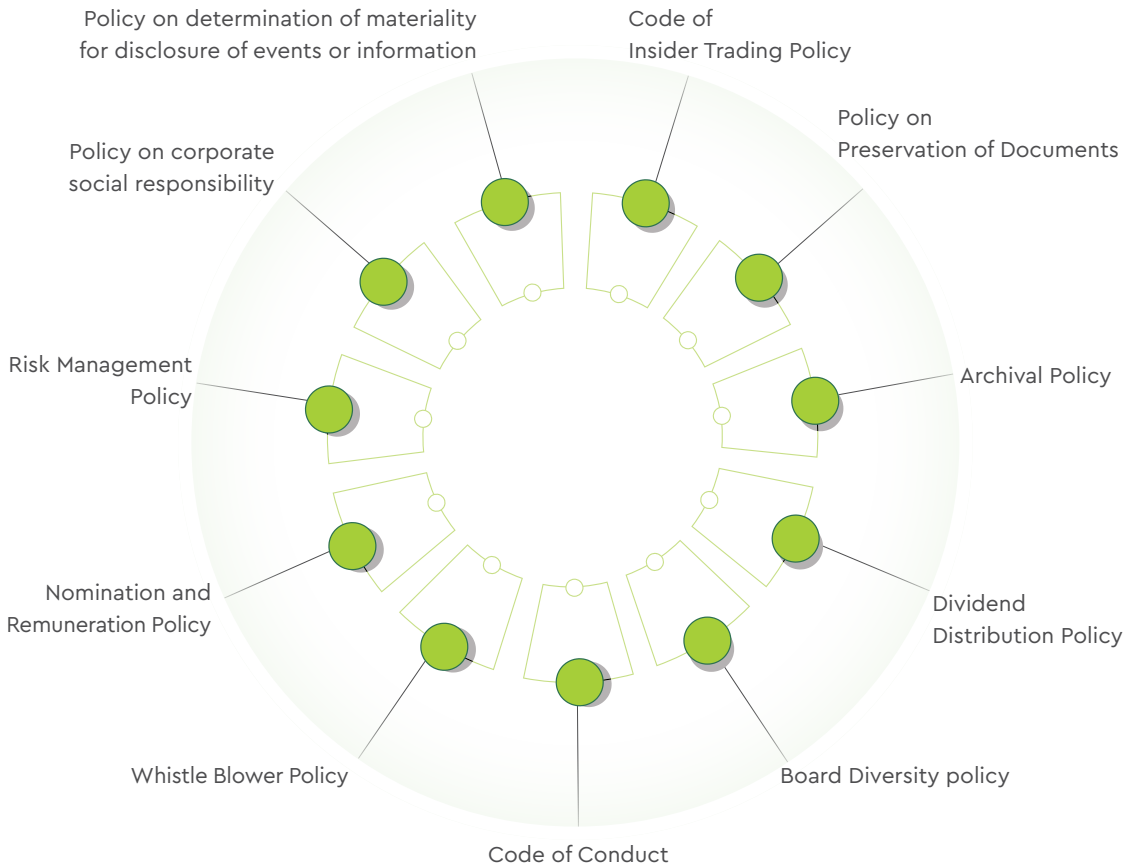 Policy on determination of materiality
for disclosure of events or information
Code of
Insider Trading Policy
Policy on
Preservation of Documents
Policy on corporate
social responsibility
Risk Management
Policy
Archival Policy
Nomination and
Remuneration Policy
Dividend
Distribution Policy
Whistle Blower Policy
Board Diversity policy
Code of Conduct